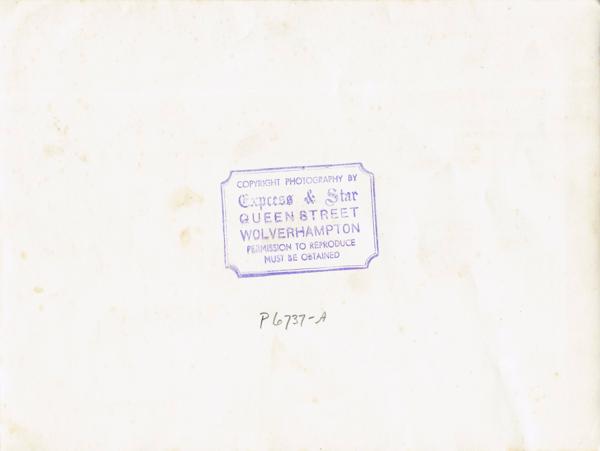 COPYRIGHT PHOTOGRAPHY BY
Express & Star
QUEEN STREET
WOLVERHAMPTON
PERMISSION TO REPRODUCE
MUST BE OBTAINED
P6737-A